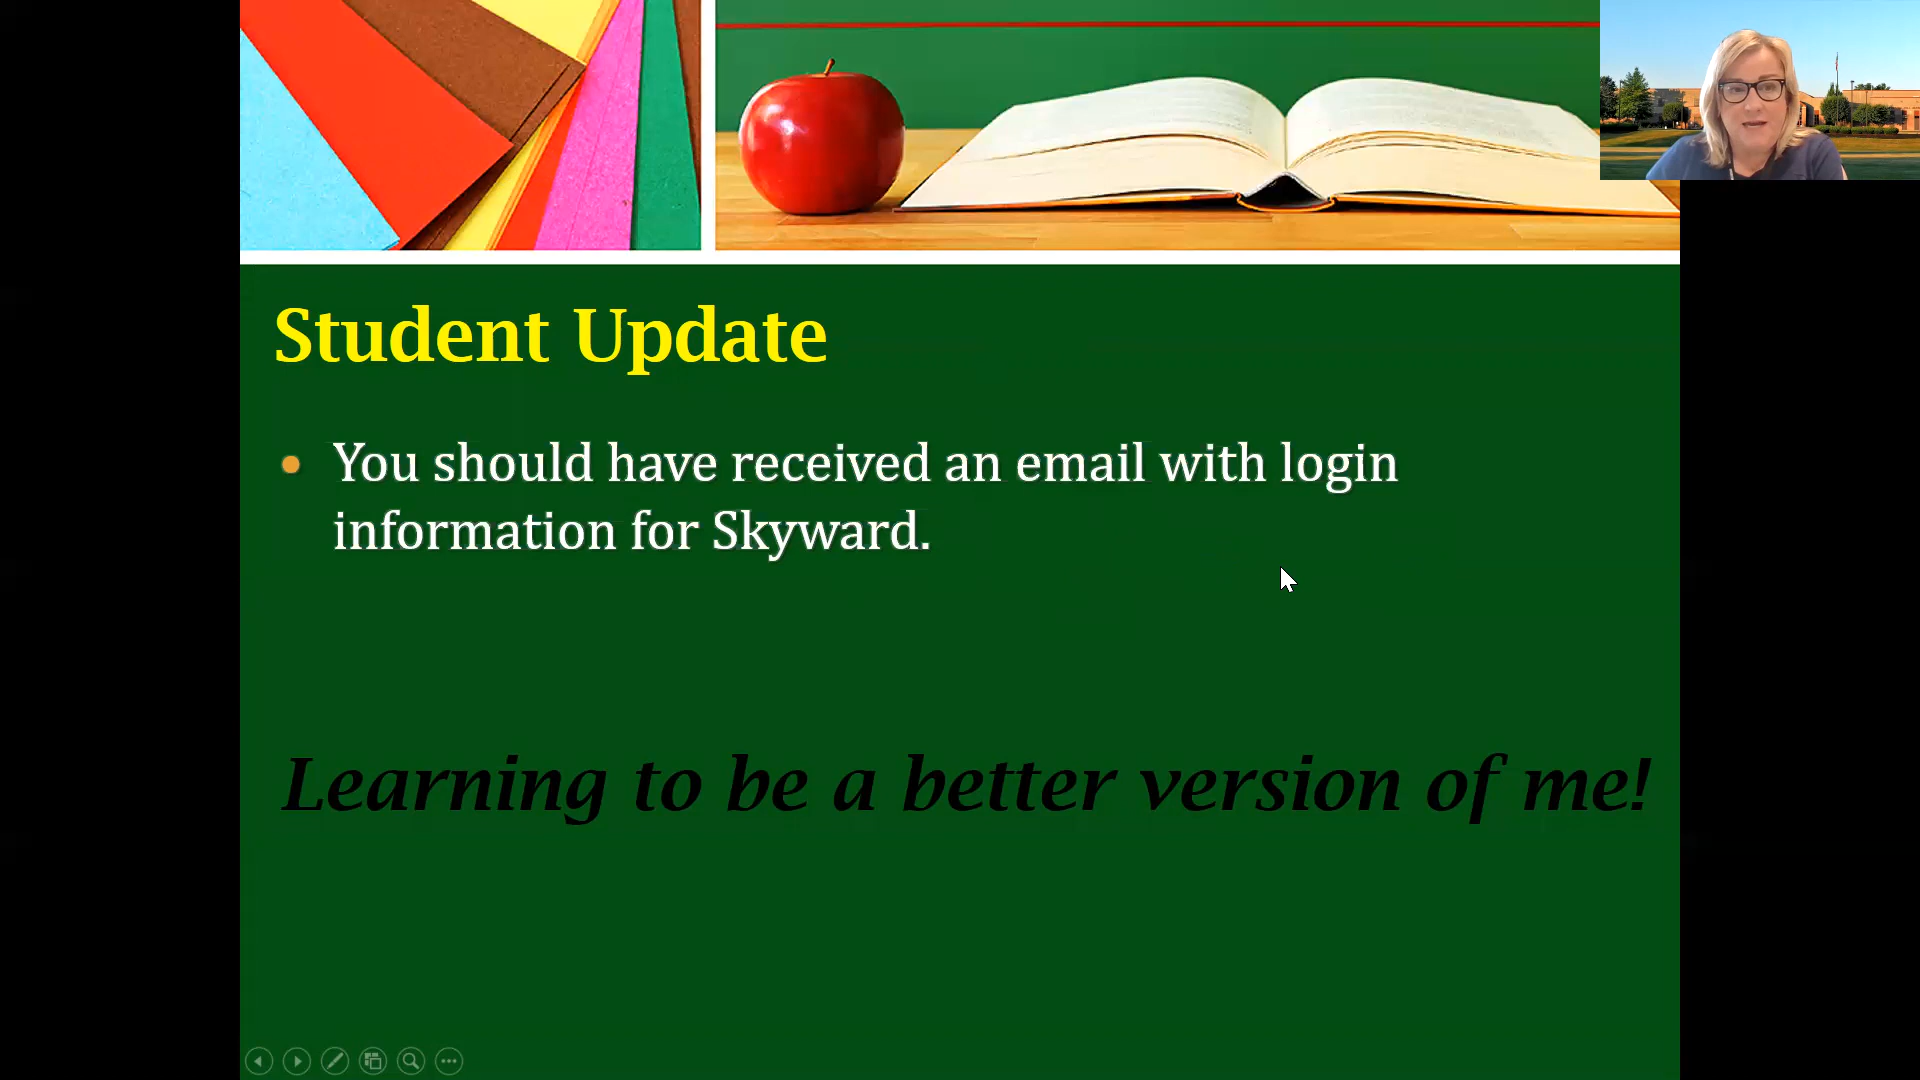 Student Update
You should have received an email with login
information for Skyward.
Learning to be a better version of me!